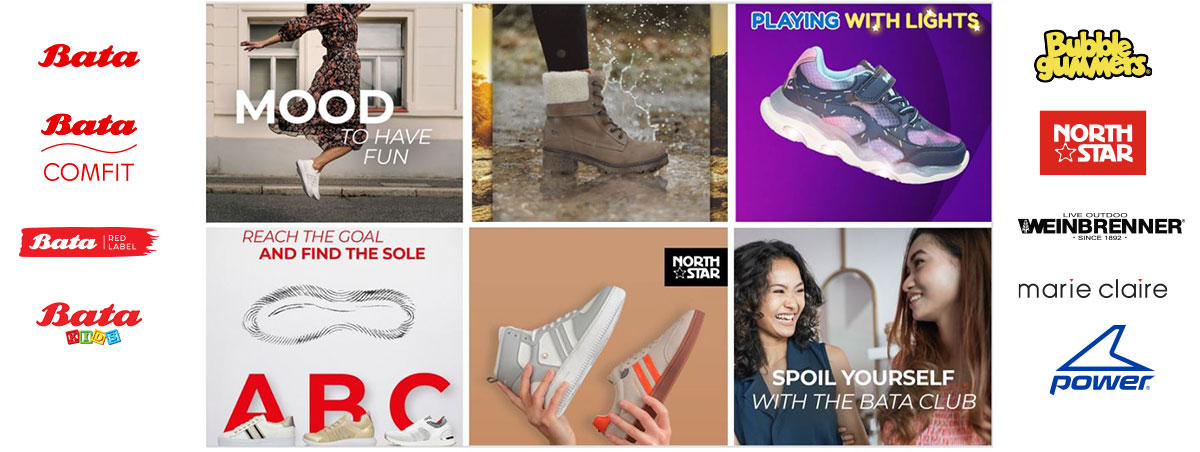 Bata
Bata
COMFIT
Bata
RED
LABEL
Bata
KIDS
MOOD
TO HAVE
FUN
PLAYING WITH LIGHTS
REACH THE GOAL
AND FIND THE SOLE
ABC
NORTH
STAR
SPOIL YOURSELF
WITH THE BATA CLUB
Bubble
gummers®
NORTH
STAR
LIVE OUTDOO
WEINBRENNER®
• SINCE 1892 •
marie claire
power®